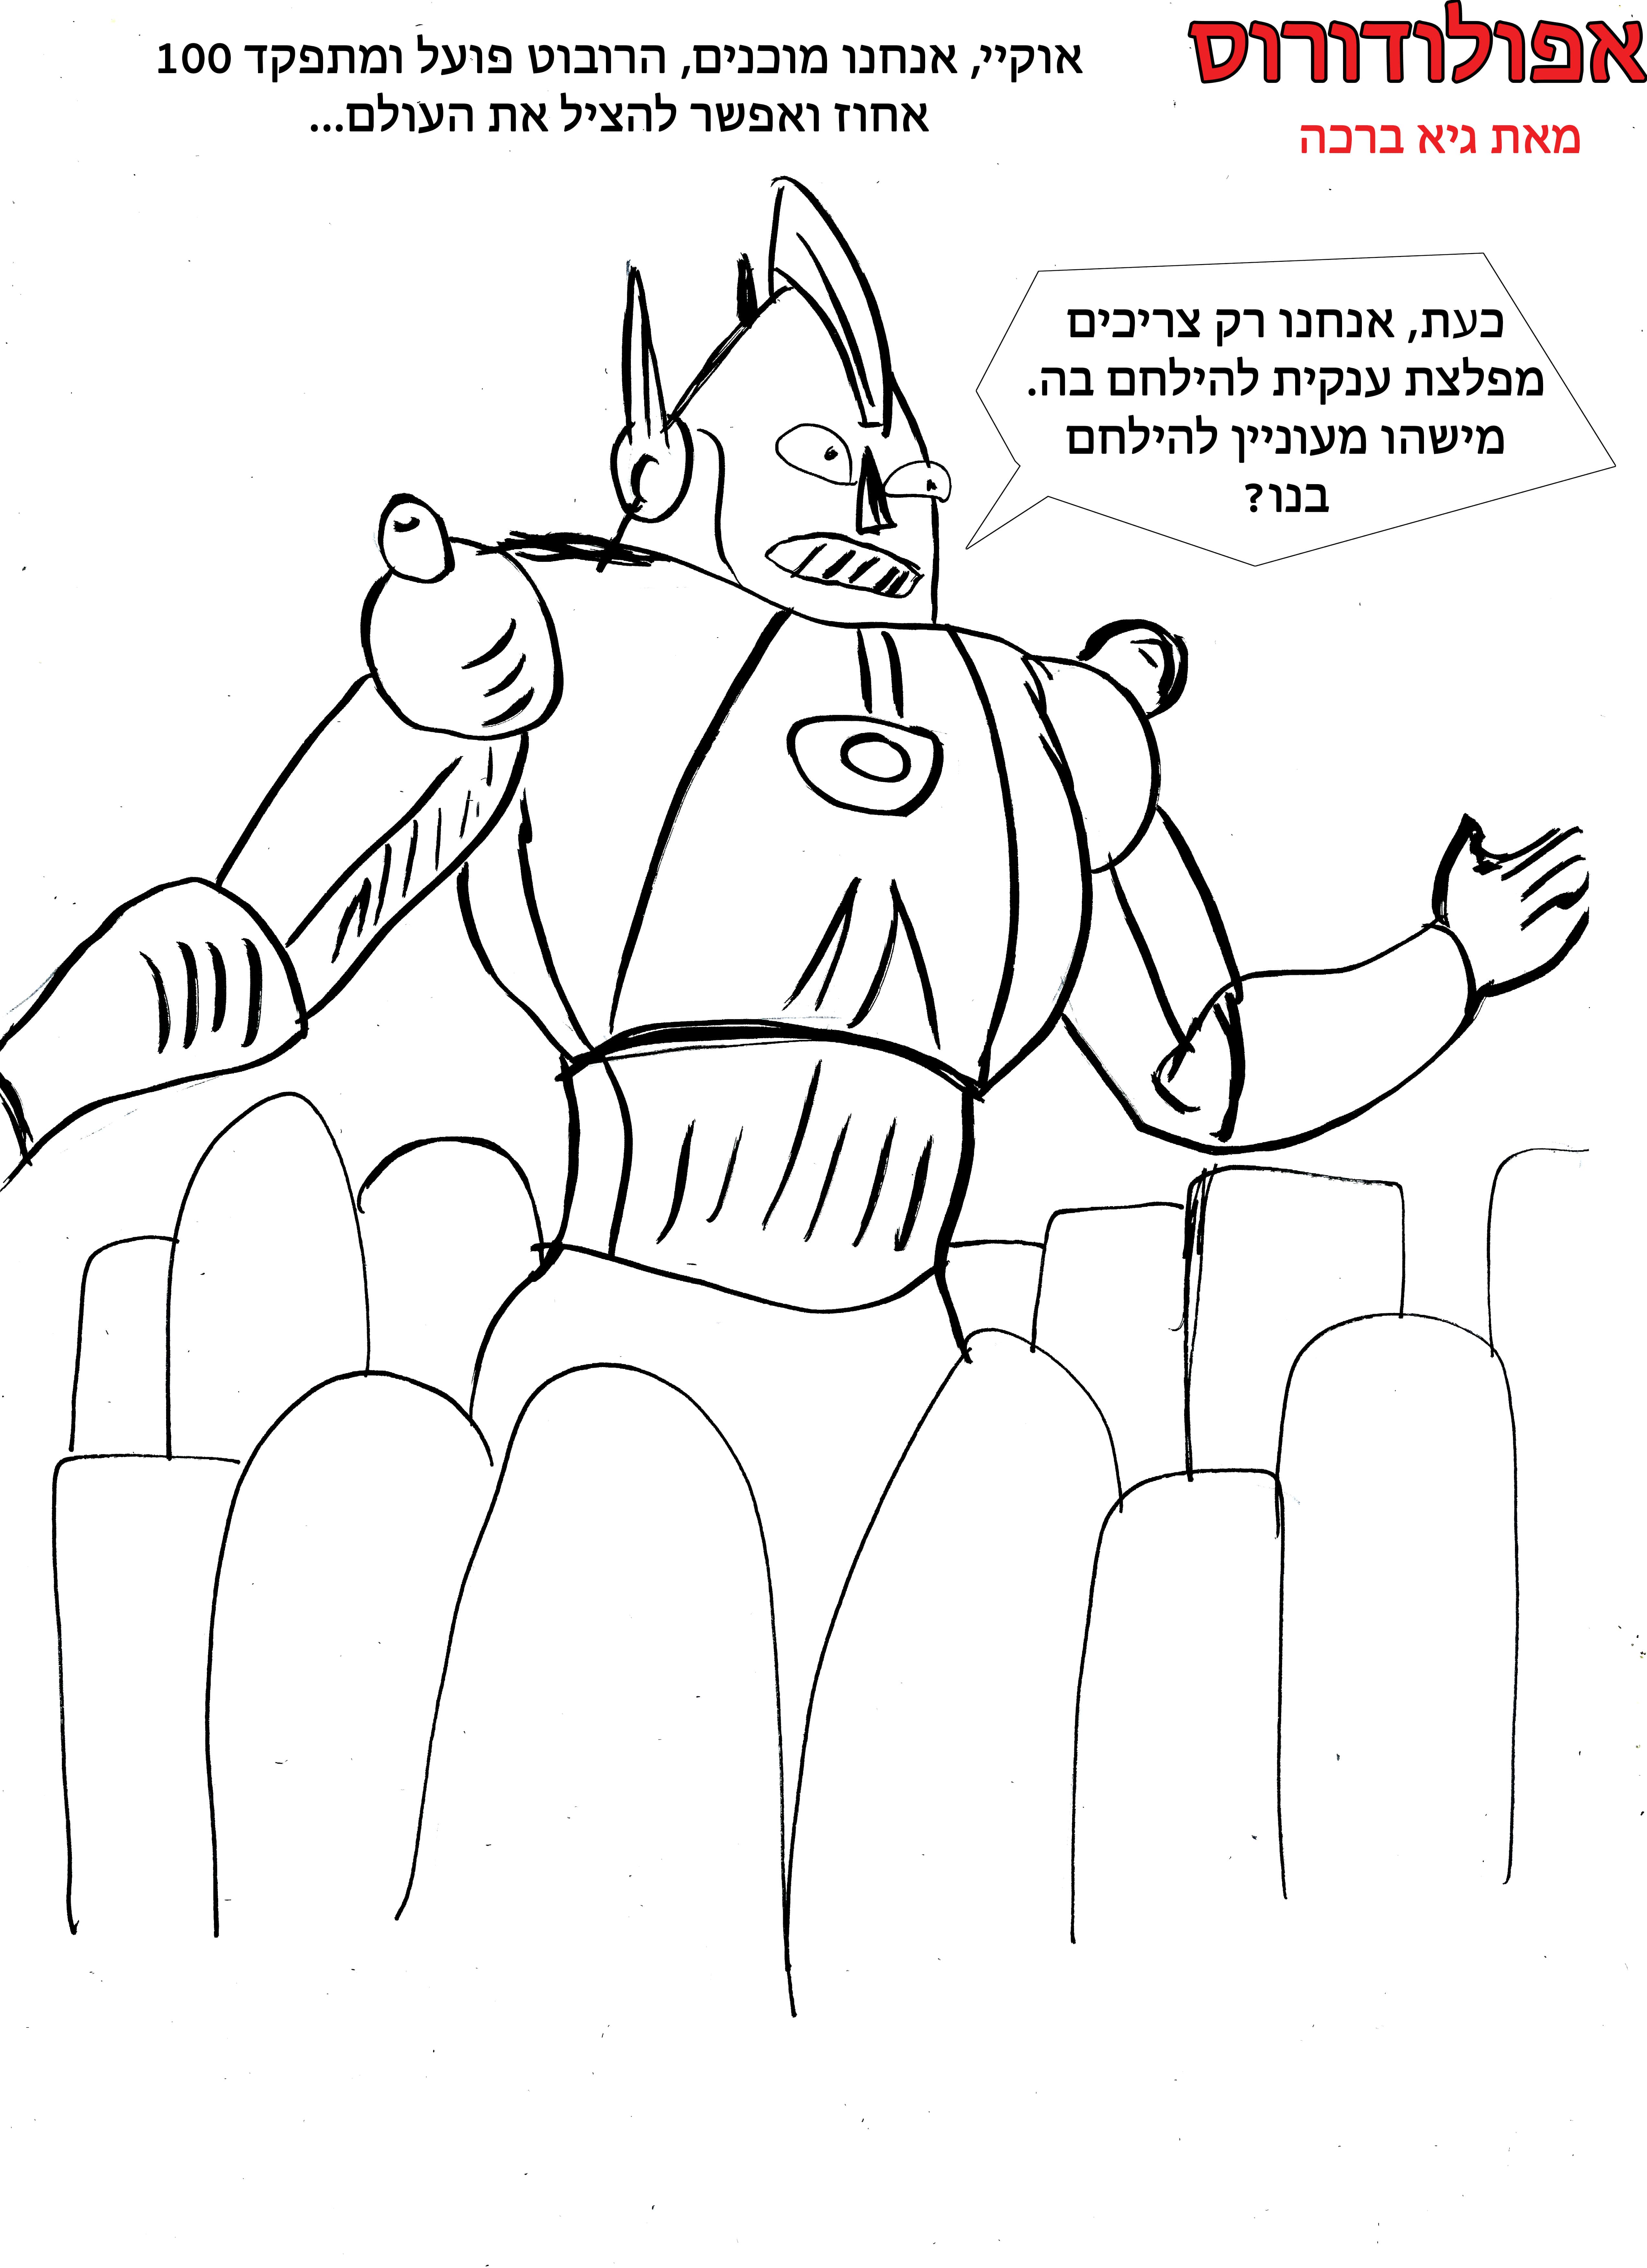 אפולודורוס
מאת גיא ברכה
אוקיי, אנחנו מוכנים, הרובוט פועל ומתפקד 100
אחוז ואפשר להציל את העולם...
כעת, אנחנו רק צריכים
מפלצת ענקית להילחם בה.
מישהו מעוניין להילחם
בנו?